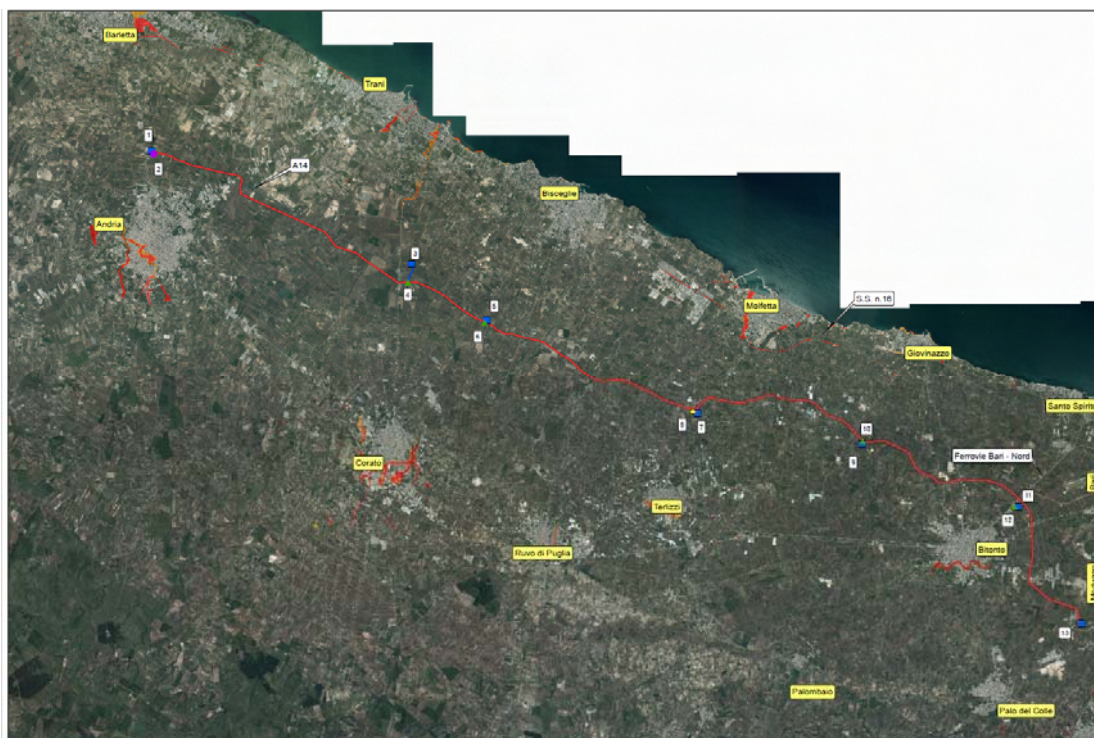 Barletta
Trani
1
2
A14
Bisceglie
Andria
3
4
5
6
Molfetta
S.S. n.16
Giovinazzo
Santo Spirito
8
7
10
9
Corato
Ferrovie Bari - Nord
Terlizzi
11
12
Ruvo di Puglia
Bitonto
13
Palombaio
Palo del Colle